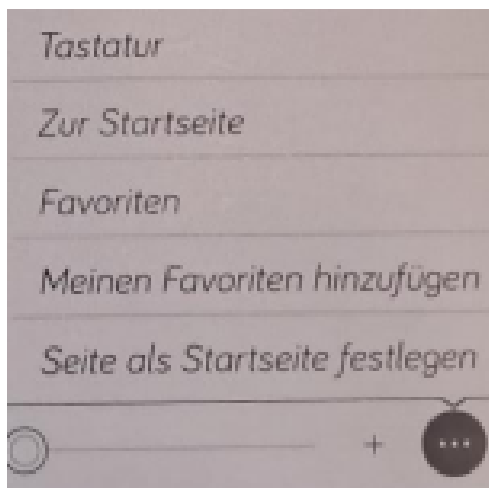 Tastatur
Zur Startseite
Favoriten
Meinen Favoriten hinzufügen
Seite als Startseite festlegen
+ ...